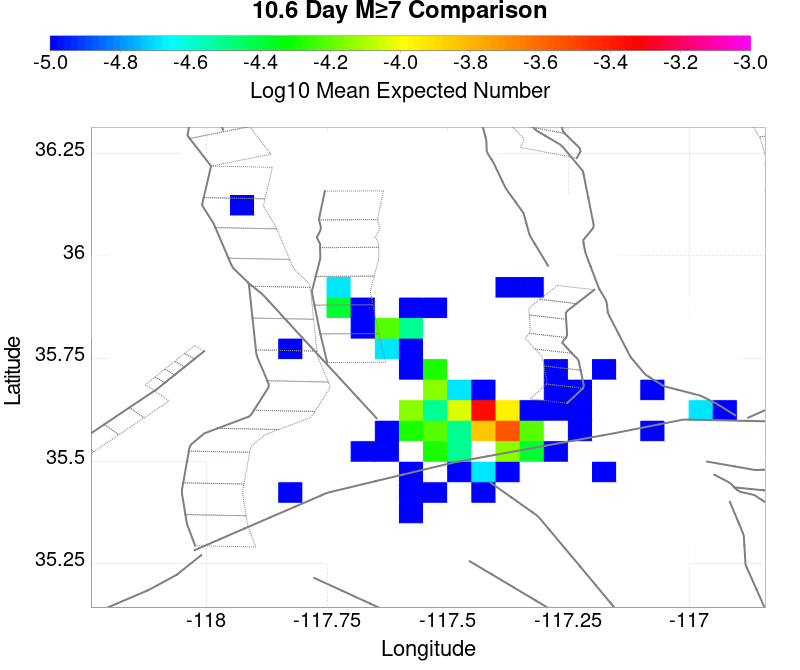 10.6 Day M≥7 Comparison
-5.0 -4.8 -4.6 -4.4 -4.2 -4.0 -3.8 -3.6 -3.4 -3.2 -3.0
Log10 Mean Expected Number
36.25
36
35.75
35.5
35.25
Latitude
-118 -117.75 -117.5 -117.25 -117
Longitude